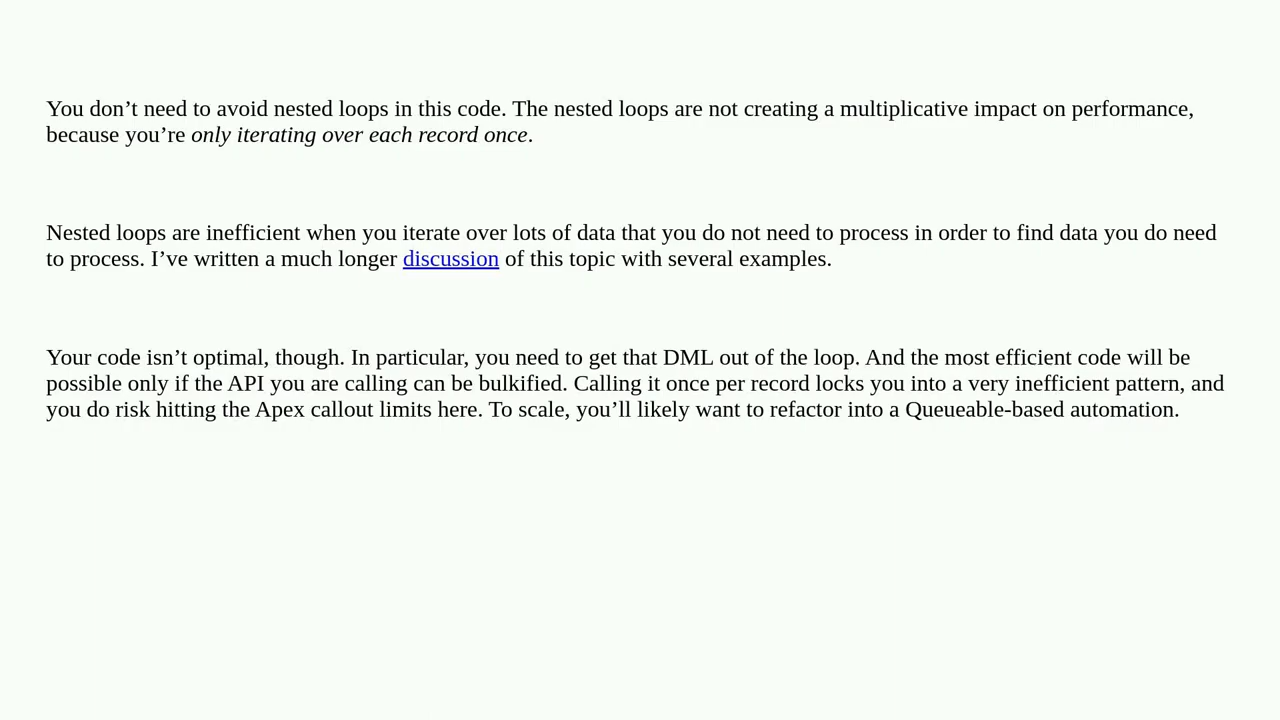 You don’t need to avoid nested loops in this code. The nested loops are not creating a multiplicative impact on performance,
because you’re only iterating over each record once.
Nested loops are inefficient when you iterate over lots of data that you do not need to process in order to find data you do need
to process. I’ve written a much longer discussion of this topic with several examples.
Your code isn’t optimal, though. In particular, you need to get that DML out of the loop. And the most efficient code will be
possible only if the API you are calling can be bulkified. Calling it once per record locks you into a very inefficient pattern, and
you do risk hitting the Apex callout limits here. To scale, you’ll likely want to refactor into a Queueable-based automation.